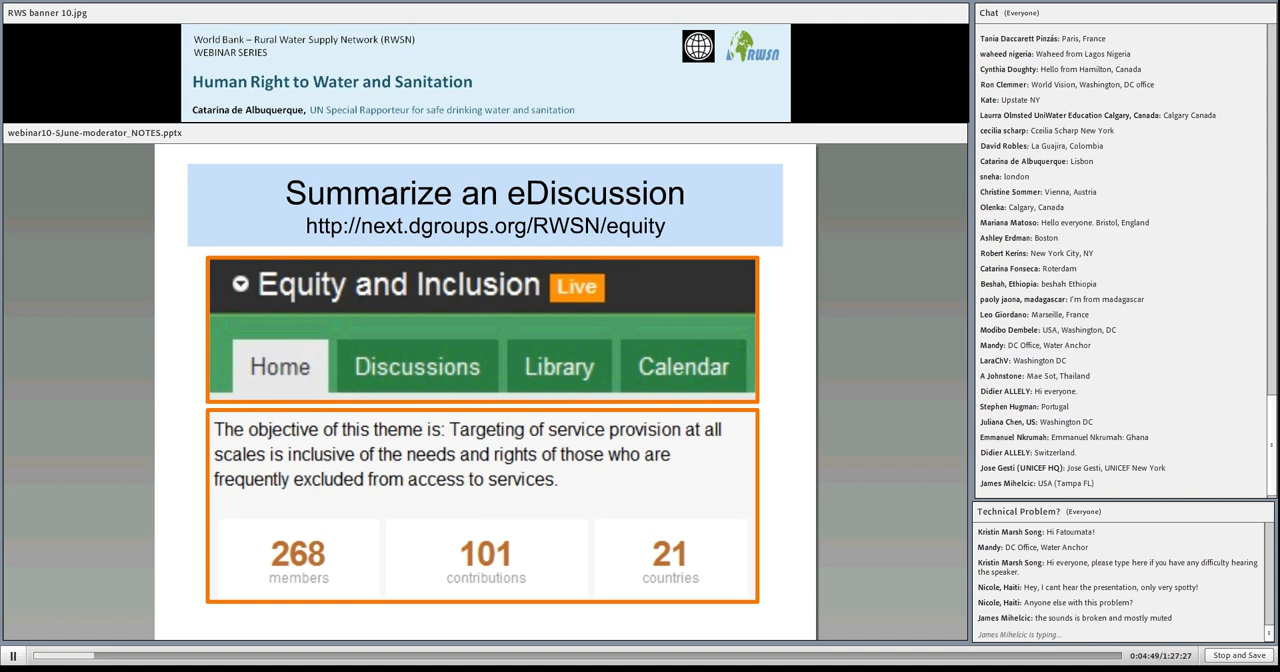 RWS banner 10.jpg
World Bank – Rural Water Supply Network (RWSN)
WEBINAR SERIES
RWSN
Human Right to Water and Sanitation
Catarina de Albuquerque, UN Special Rapporteur for safe drinking water and sanitation
webinar10-5June-moderator_NOTES.pptx
Summarize an eDiscussion
http://next.dgroups.org/RWSN/equity
Equity and Inclusion Live
Home Discussions Library Calendar
The objective of this theme is: Targeting of service provision at all
scales is inclusive of the needs and rights of those who are
frequently excluded from access to services.
268 101 21
members contributions countries
Chat (Everyone)
Tania Daccarett Pinzás: Paris, France
waheed nigeria: Waheed from Lagos Nigeria
Cynthia Doughty: Hello from Hamilton, Canada
Ron Clemmer: World Vision, Washington, DC office
Kate: Upstate NY
Laurra Olmsted UniWater Education Calgary, Canada: Calgary Canada
cecilia scharp: Cceilia Scharp New York
David Robles: La Guajira, Colombia
Catarina de Albuquerque: Lisbon
sneha: london
Christine Sommer: Vienna, Austria
Olenka: Calgary, Canada
Mariana Matoso: Hello everyone. Bristol, England
Ashley Erdman: Boston
Robert Kerins: New York City, NY
Catarina Fonseca: Roterdam
Beshah, Ethiopia: beshah Ethiopia
paoly jaona, madagascar: I'm from madagascar
Leo Giordano: Marseille, France
Modibo Dembele: USA, Washington, DC
Mandy: DC Office, Water Anchor
LaraChV: Washington DC
A Johnstone: Mae Sot, Thailand
Didier ALLELY: Hi everyone.
Stephen Hugman: Portugal
Juliana Chen, US: Washington DC
Emmanuel Nkrumah: Emmanuel Nkrumah: Ghana
Didier ALLELY: Switzerland.
Jose Gesti (UNICEF HQ): Jose Gesti, UNICEF New York
James Mihelcic: USA (Tampa FL)
Technical Problem? (Everyone)
Kristin Marsh Song: Hi Fatoumata!
Mandy: DC Office, Water Anchor
Kristin Marsh Song: Hi everyone, please type here if you have any difficulty hearing
the speaker.
Nicole, Haiti: Hey, I cant hear the presentation, only very spotty!
Nicole, Haiti: Anyone else with this problem?
James Mihelcic: the sounds is broken and mostly muted
James Mihelcic is typing...
0:04:49/1:27:27 Stop and Save